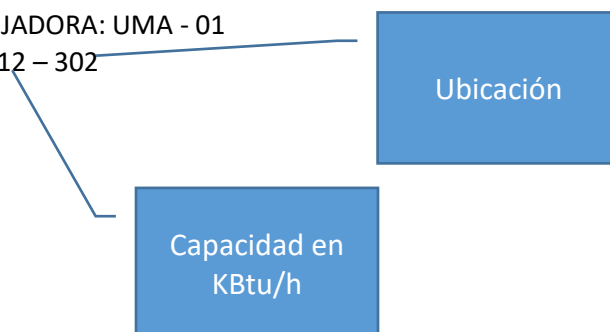 JADORA: UMA - 01
12 – 302
Ubicación
Capacidad en
KBtu/h